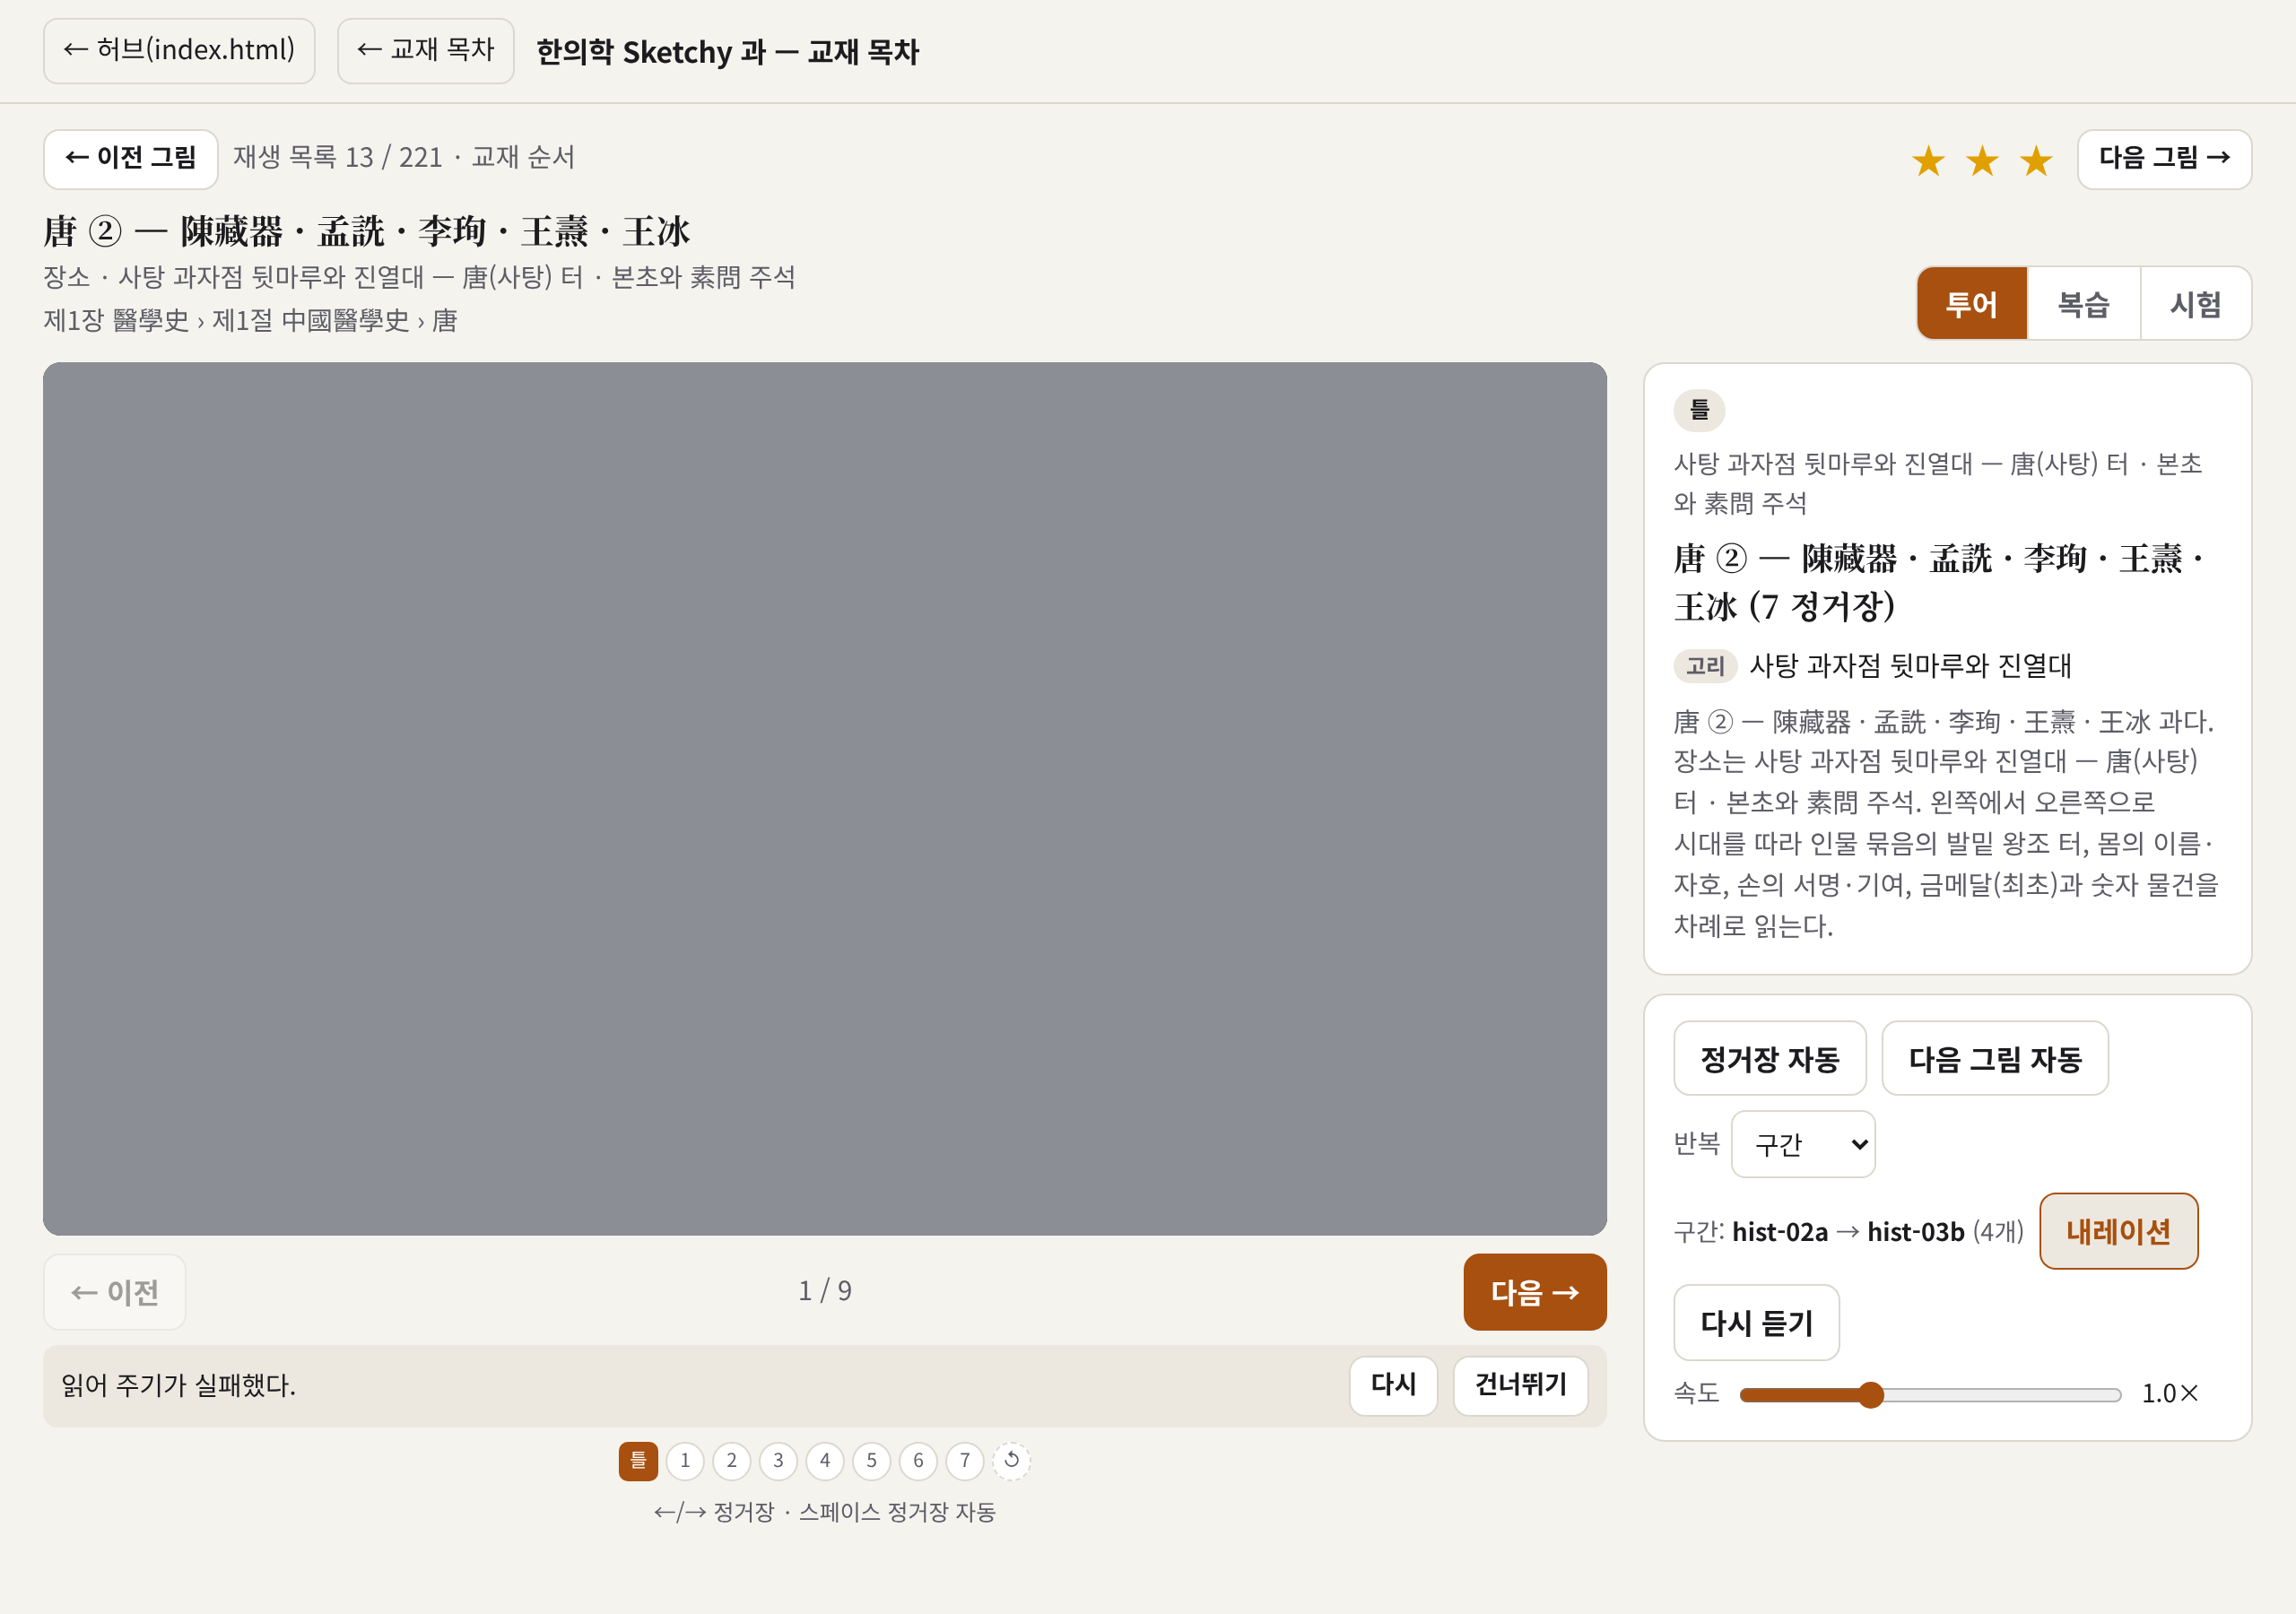 ← 허브(index.html)
← 교재 목차
한의학 Sketchy 과 — 교재 목차
← 이전 그림
재생 목록 13 / 221 · 교재 순서
★ ★ ★
다음 그림 →
唐 ② — 陳藏器·孟詵·李珣·王燾·王冰
장소 · 사탕 과자점 뒷마루와 진열대 — 唐(사탕) 터 · 본초와 素問 주석
제1장 醫學史 › 제1절 中國醫學史 › 唐
투어
복습
시험
틀
사탕 과자점 뒷마루와 진열대 — 唐(사탕) 터 · 본초
와 素問 주석
唐 ② — 陳藏器·孟詵·李珣·王燾·
王冰 (7 정거장)
고리 사탕 과자점 뒷마루와 진열대
唐 ② — 陳藏器·孟詵·李珣·王燾·王冰 과다.
장소는 사탕 과자점 뒷마루와 진열대 — 唐(사탕)
터 · 본초와 素問 주석. 왼쪽에서 오른쪽으로
시대를 따라 인물 묶음의 발밑 왕조 터, 몸의 이름·
자호, 손의 서명·기여, 금메달(최초)과 숫자 물건을
차례로 읽는다.
정거장 자동
다음 그림 자동
반복 구간
구간: hist-02a → hist-03b (4개)
내레이션
다시 듣기
속도 1.0×
← 이전
1 / 9
다음 →
읽어 주기가 실패했다.
다시
건너뛰기
틀 1 2 3 4 5 6 7 ↺
←/→ 정거장 · 스페이스 정거장 자동